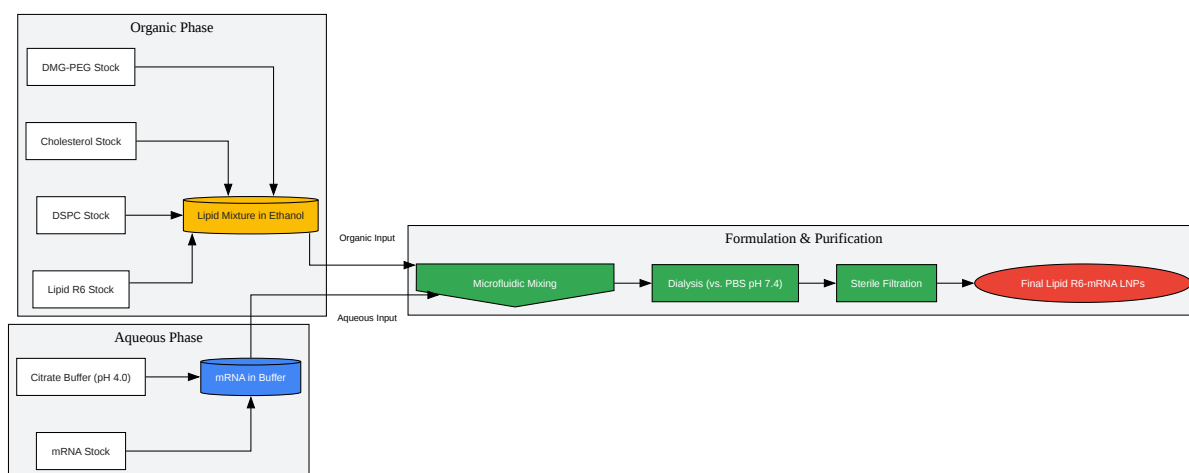 Organic Phase
DMG-PEG Stock
Cholesterol Stock
DSPC Stock
Lipid Mixture in Ethanol
Lipid R6 Stock
Aqueous Phase
Citrate Buffer (pH 4.0)
mRNA in Buffer
mRNA Stock
Organic Input
Aqueous Input
Formulation & Purification
Microfluidic Mixing
Dialysis (vs. PBS pH 7.4)
Sterile Filtration
Final Lipid R6-mRNA LNPs